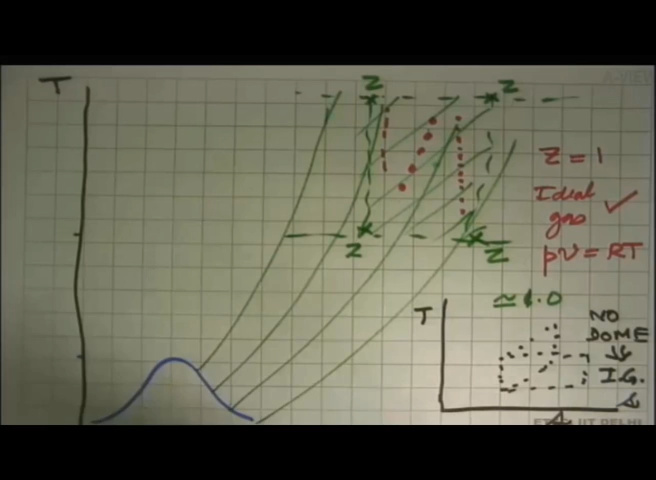 T
Z
Z
Z
Z
Z = 1
Ideal
gas ✓
pv = RT
≃ 1.0
T
NO
DOME
I.G.